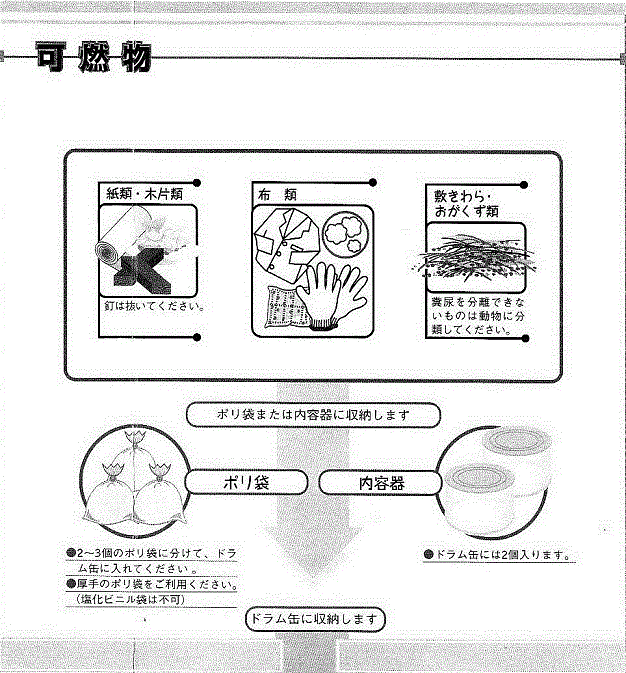 可燃物
紙類・木片類
釘は抜いてください。
布　類
敷きわら・
おがくず類
糞尿を分離できな
いものは動物に分
類してください。
ポリ袋または内容器に収納します
ポリ袋
内容器
●2〜3個のポリ袋に分けて、ドラ
ム缶に入れてください。
●厚手のポリ袋をご利用ください。
（塩化ビニル袋は不可）
●ドラム缶には2個入ります。
ドラム缶に収納します